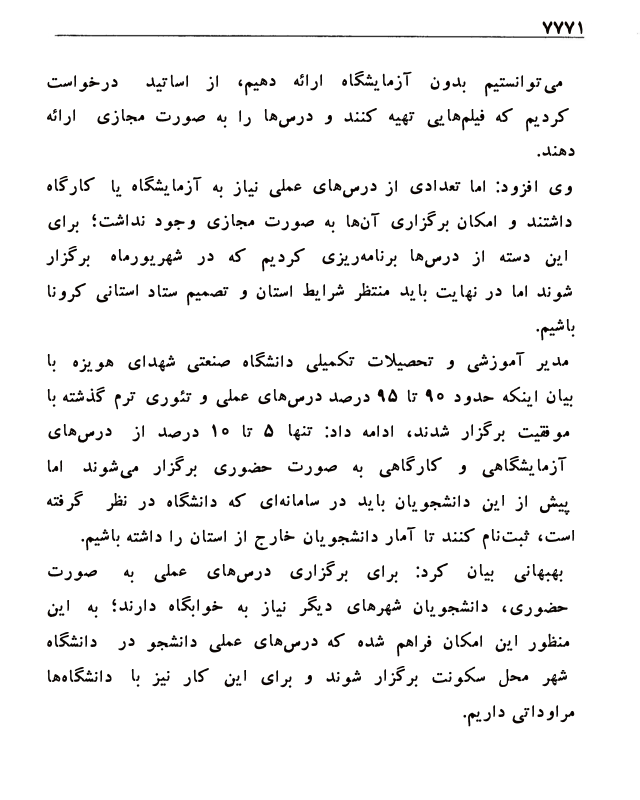 ۷۷۷۱
می‌توانستیم بدون آزمایشگاه ارائه دهیم، از اساتید درخواست
کردیم که فیلم‌هایی تهیه کنند و درس‌ها را به صورت مجازی ارائه
دهند.
وی افزود: اما تعدادی از درس‌های عملی نیاز به آزمایشگاه یا کارگاه
داشتند و امکان برگزاری آن‌ها به صورت مجازی وجود نداشت؛ برای
این دسته از درس‌ها برنامه‌ریزی کردیم که در شهریورماه برگزار
شوند اما در نهایت باید منتظر شرایط استان و تصمیم ستاد استانی کرونا
باشیم.
مدیر آموزشی و تحصیلات تکمیلی دانشگاه صنعتی شهدای هویزه با
بیان اینکه حدود ۹۰ تا ۹۵ درصد درس‌های عملی و تئوری ترم گذشته با
موفقیت برگزار شدند، ادامه داد: تنها ۵ تا ۱۰ درصد از درس‌های
آزمایشگاهی و کارگاهی به صورت حضوری برگزار می‌شوند اما
پیش از این دانشجویان باید در سامانه‌ای که دانشگاه در نظر گرفته
است، ثبت‌نام کنند تا آمار دانشجویان خارج از استان را داشته باشیم.
بهبهانی بیان کرد: برای برگزاری درس‌های عملی به صورت
حضوری، دانشجویان شهرهای دیگر نیاز به خوابگاه دارند؛ به این
منظور این امکان فراهم شده که درس‌های عملی دانشجو در دانشگاه
شهر محل سکونت برگزار شوند و برای این کار نیز با دانشگاه‌ها
مراوداتی داریم.